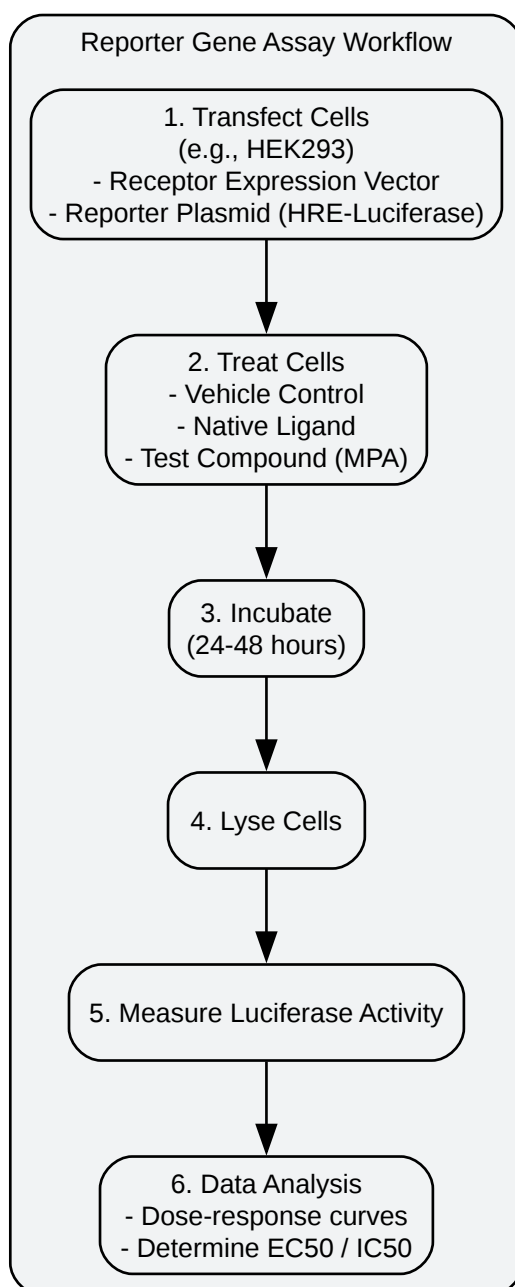 Reporter Gene Assay Workflow
1. Transfect Cells
(e.g., HEK293)
- Receptor Expression Vector
- Reporter Plasmid (HRE-Luciferase)
2. Treat Cells
- Vehicle Control
- Native Ligand
- Test Compound (MPA)
3. Incubate
(24-48 hours)
4. Lyse Cells
5. Measure Luciferase Activity
6. Data Analysis
- Dose-response curves
- Determine EC50 / IC50